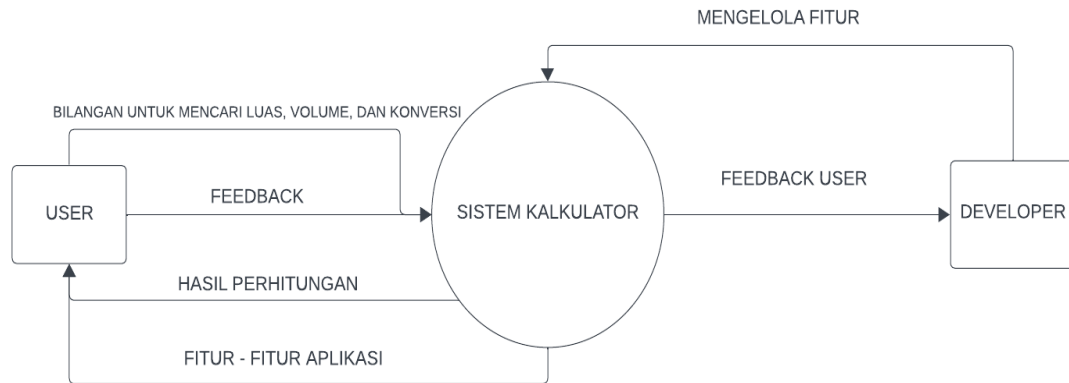 MENGELOLA FITUR
BILANGAN UNTUK MENCARI LUAS, VOLUME, DAN KONVERSI
USER
FEEDBACK
SISTEM KALKULATOR
FEEDBACK USER
DEVELOPER
HASIL PERHITUNGAN
FITUR - FITUR APLIKASI